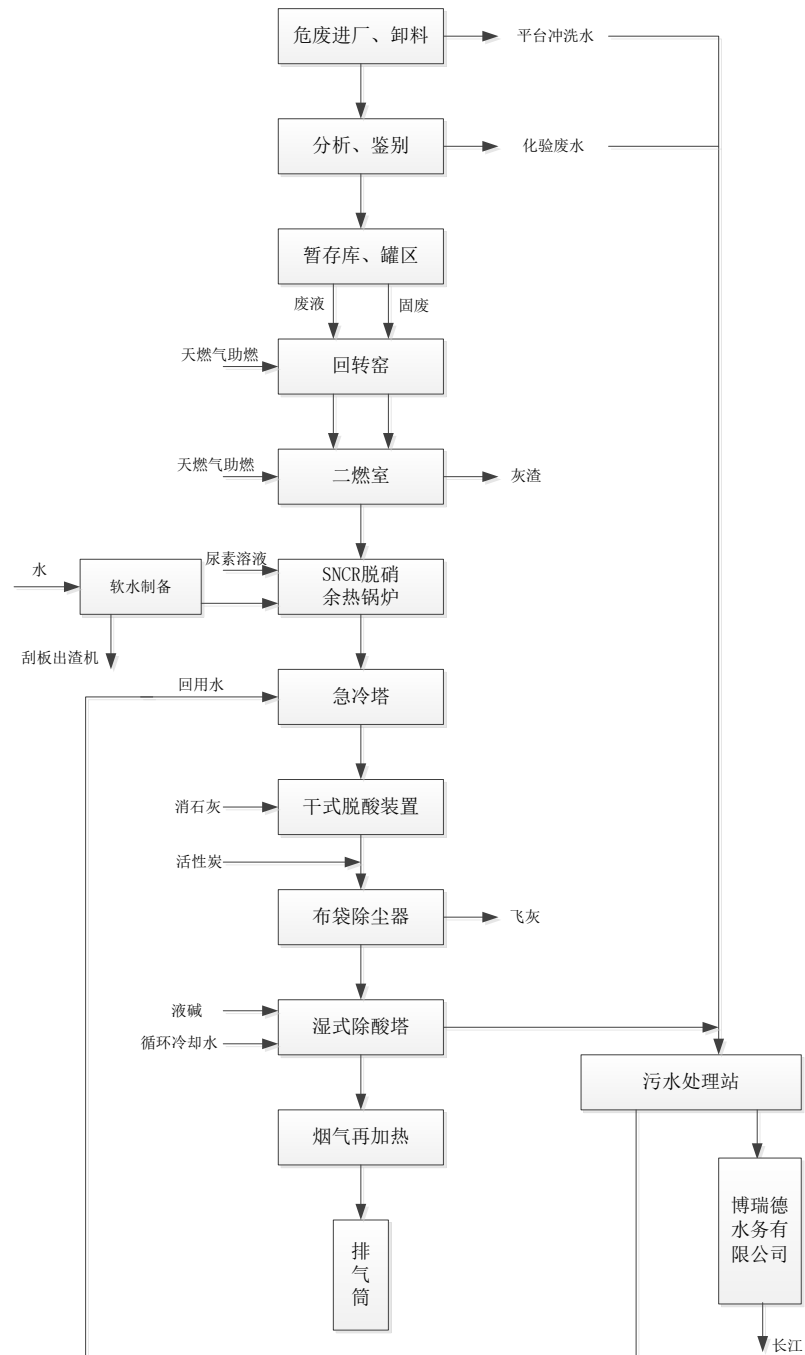 危废进厂、卸料
平台冲洗水
分析、鉴别
化验废水
暂存库、罐区
废液
固废
天燃气助燃
回转窑
天燃气助燃
二燃室
灰渣
水
软水制备
尿素溶液
SNCR脱硝
余热锅炉
刮板出渣机
回用水
急冷塔
消石灰
干式脱酸装置
活性炭
布袋除尘器
飞灰
液碱
循环冷却水
湿式除酸塔
污水处理站
烟气再加热
博瑞德
水务有
限公司
排
气
筒
长江